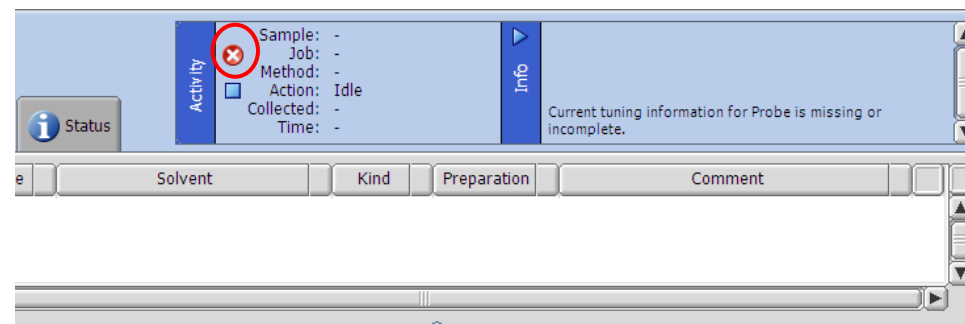 Sample: -
Job: -
Method: -
Action: Idle
Collected: -
Time: -
Activity
Info
Current tuning information for Probe is missing or
incomplete.
Status
e
Solvent
Kind
Preparation
Comment